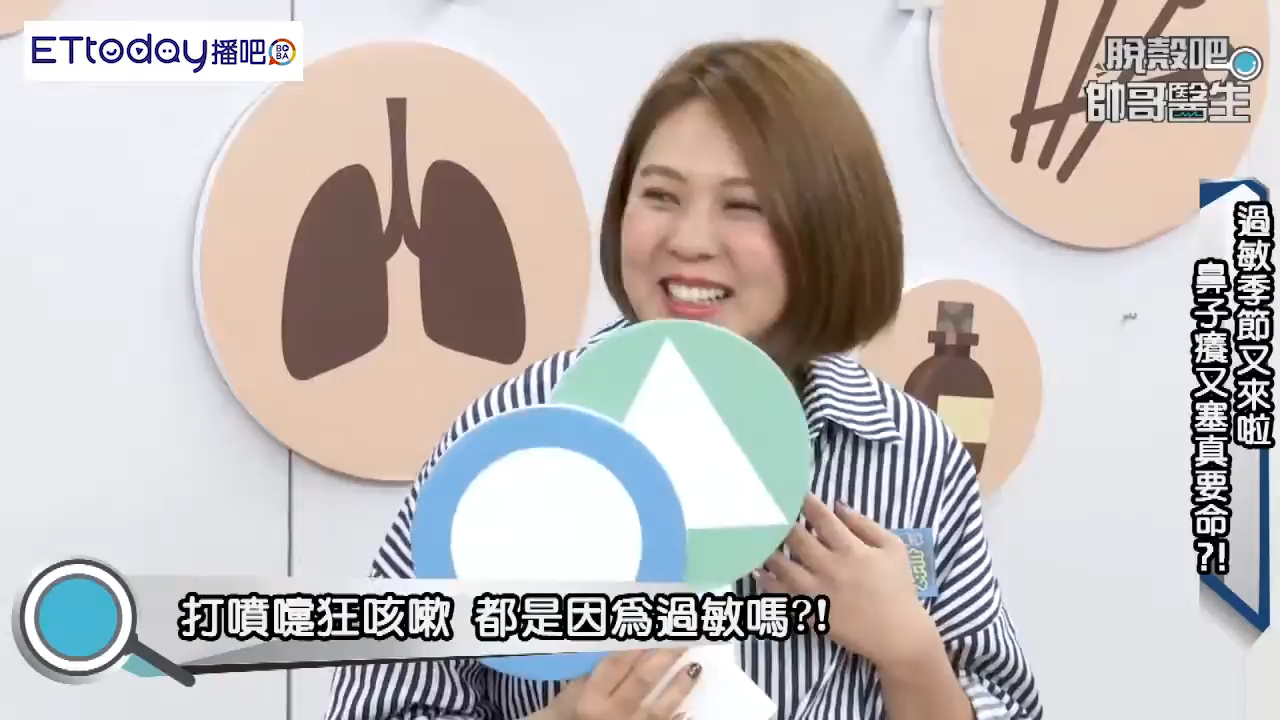 ETtoday播吧
BOBA
脫殼吧
帥哥醫生
過敏季節又來啦
鼻子癢又塞真要命?!
打噴嚏狂咳嗽 都是因為過敏嗎?!